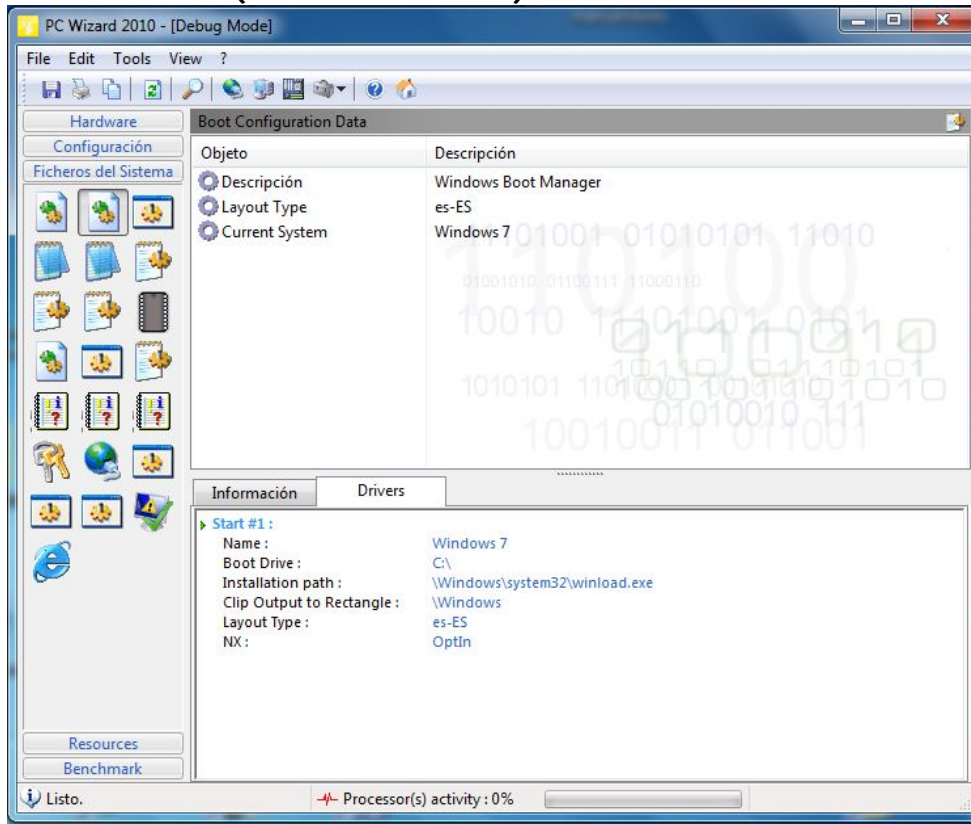 PC Wizard 2010 - [Debug Mode]
File Edit Tools View ?
Hardware
Configuración
Ficheros del Sistema
Resources
Benchmark
Boot Configuration Data
Objeto Descripción
Descripción Windows Boot Manager
Layout Type es-ES
Current System Windows 7
Información Drivers
Start #1 :
Name : Windows 7
Boot Drive : C:\
Installation path : \Windows\system32\winload.exe
Clip Output to Rectangle : \Windows
Layout Type : es-ES
NX : OptIn
Listo. Processor(s) activity : 0%